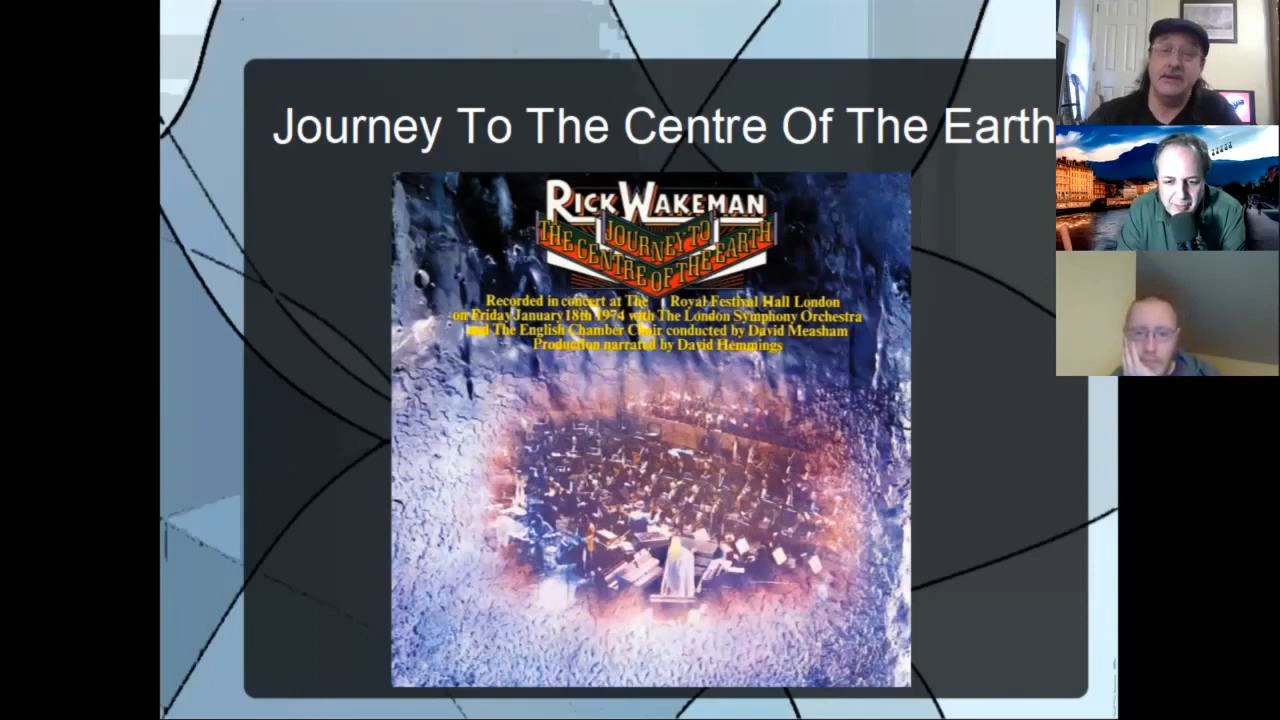 Journey To The Centre Of The Earth
RICK WAKEMAN
JOURNEY TO
THE CENTRE OF THE EARTH
Recorded in concert at The Royal Festival Hall London
on Friday January 18th 1974 with The London Symphony Orchestra
and The English Chamber Choir conducted by David Measham
Production narrated by David Hemmings